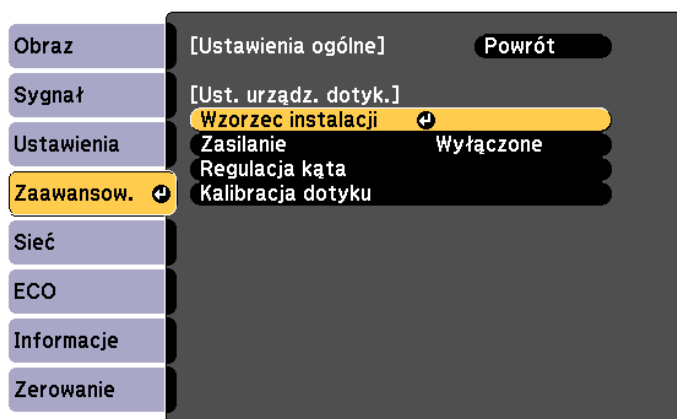 Obraz
Sygnał
Ustawienia
Zaawansow.
Sieć
ECO
Informacje
Zerowanie
[Ustawienia ogólne] Powrót
[Ust. urządz. dotyk.]
Wzorzec instalacji
Zasilanie Wyłączone
Regulacja kąta
Kalibracja dotyku